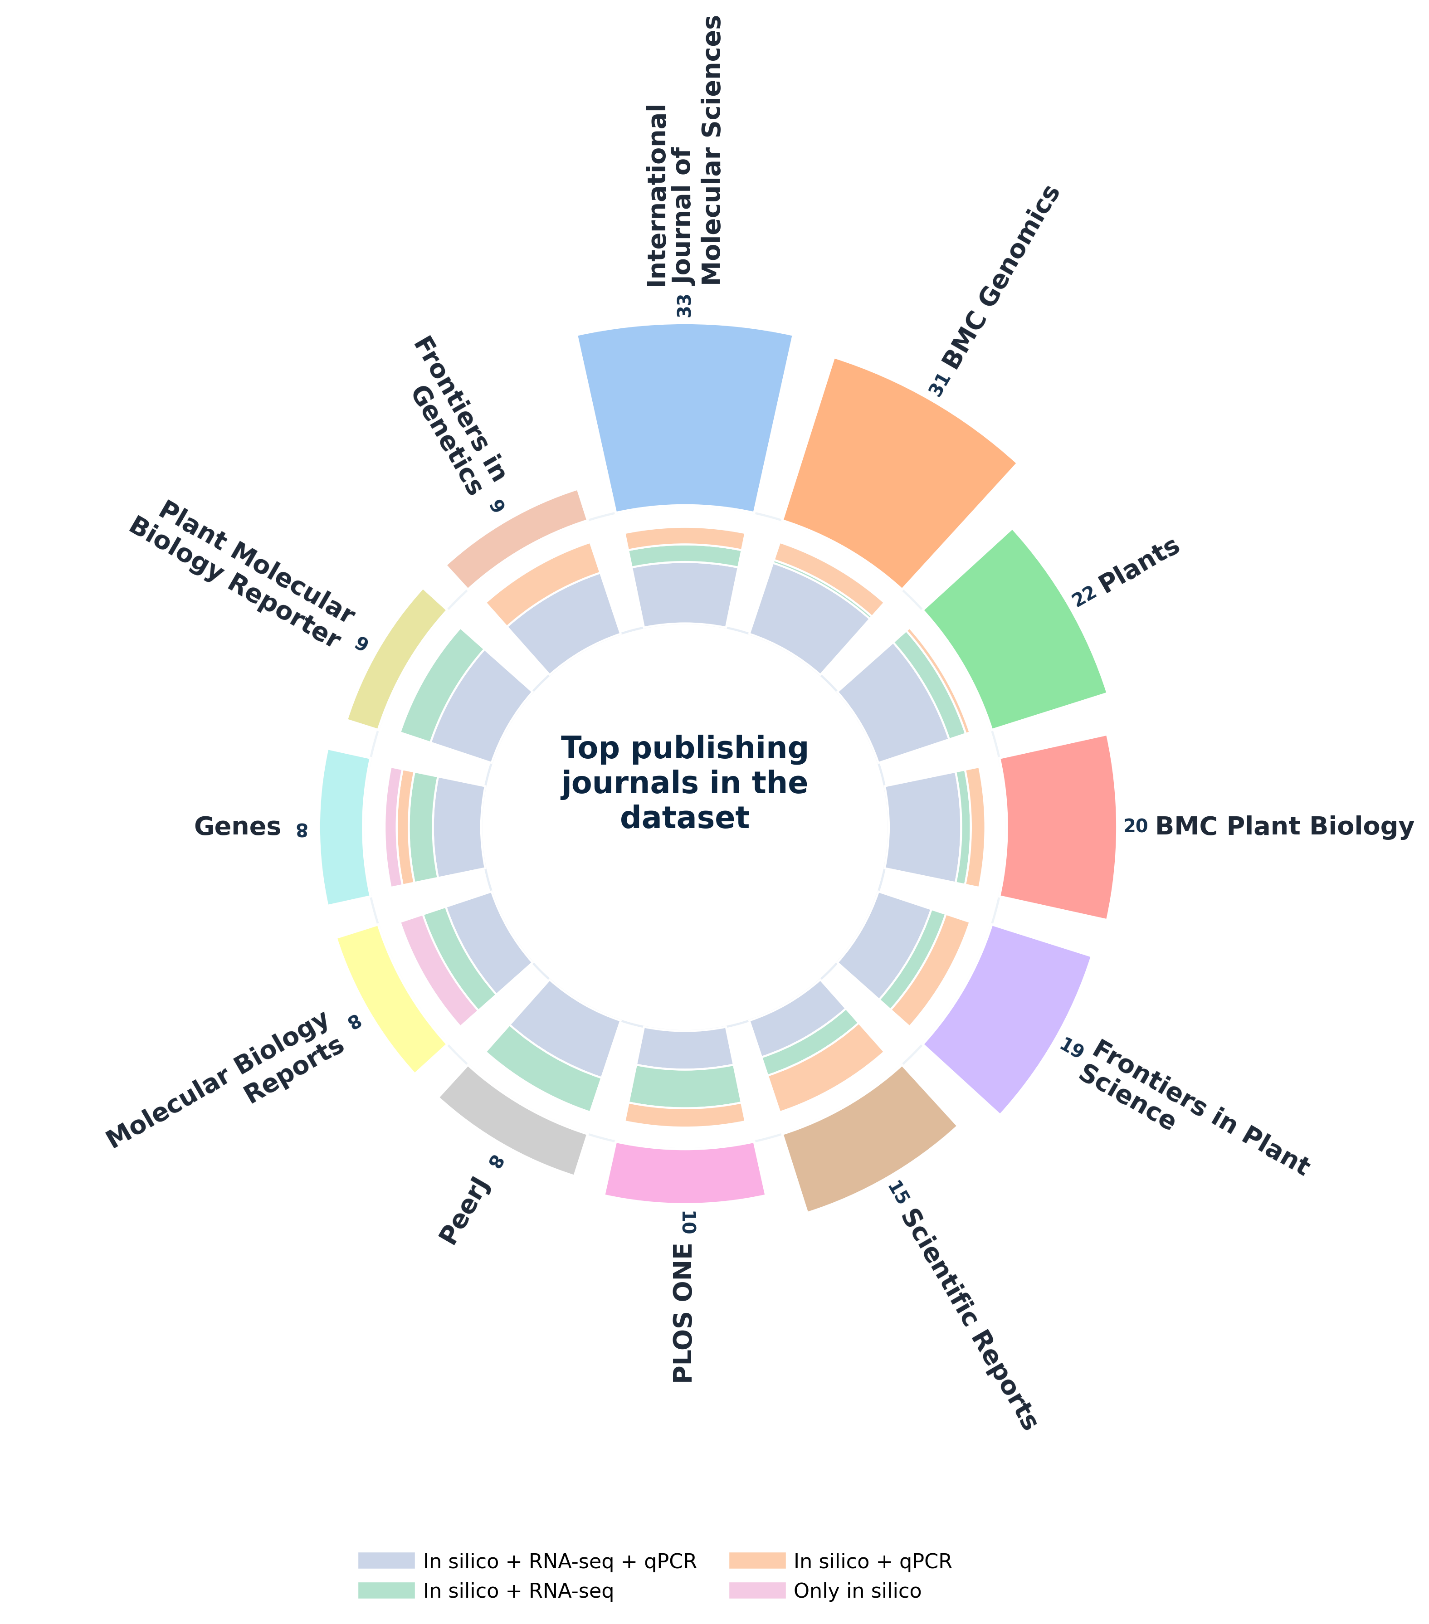 Top publishing
journals in the
dataset
International
Journal of
Molecular Sciences
33
31 BMC Genomics
22 Plants
20 BMC Plant Biology
19 Frontiers in Plant
Science
15 Scientific Reports
10
PLOS ONE
PeerJ 8
Molecular Biology
Reports
8
Genes 8
Plant Molecular
Biology Reporter
9
Frontiers in
Genetics
9
In silico + RNA-seq + qPCR
In silico + RNA-seq
In silico + qPCR
Only in silico